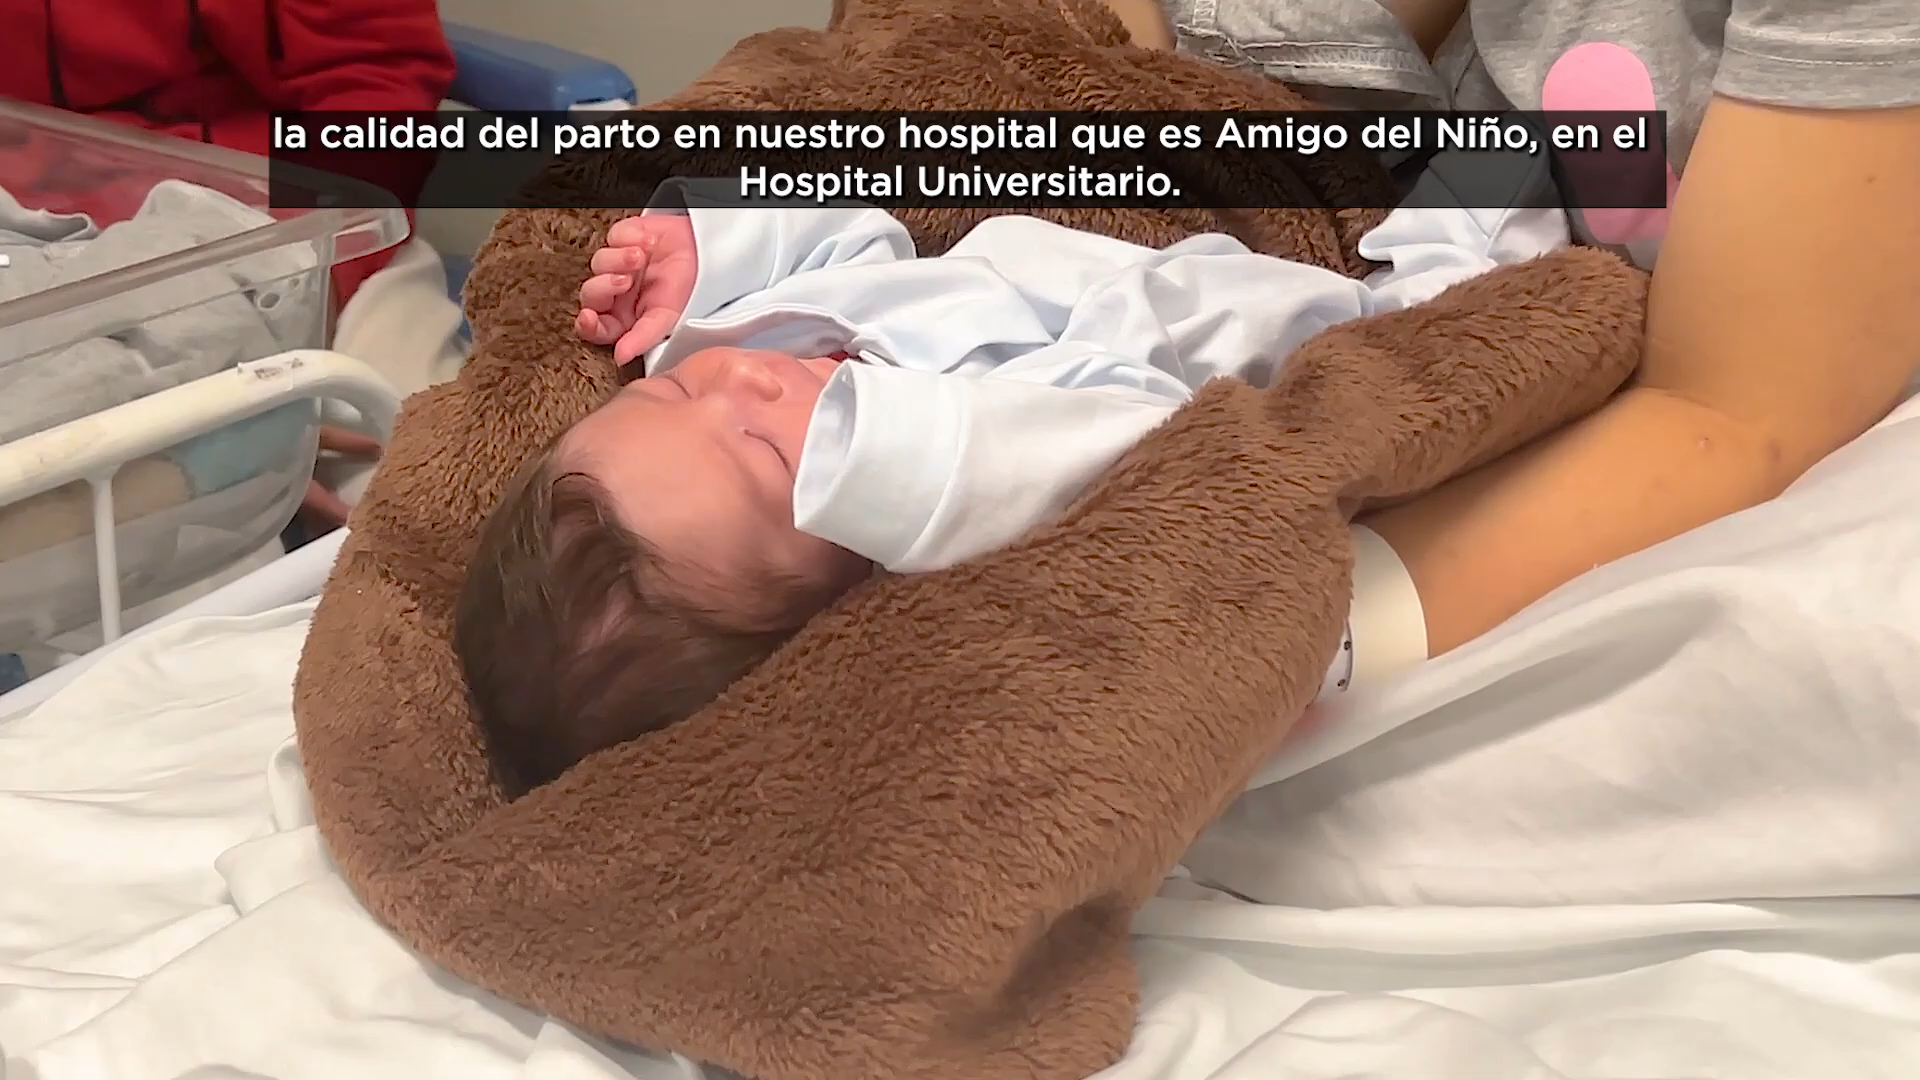 la calidad del parto en nuestro hospital que es Amigo del Niño, en el
Hospital Universitario.